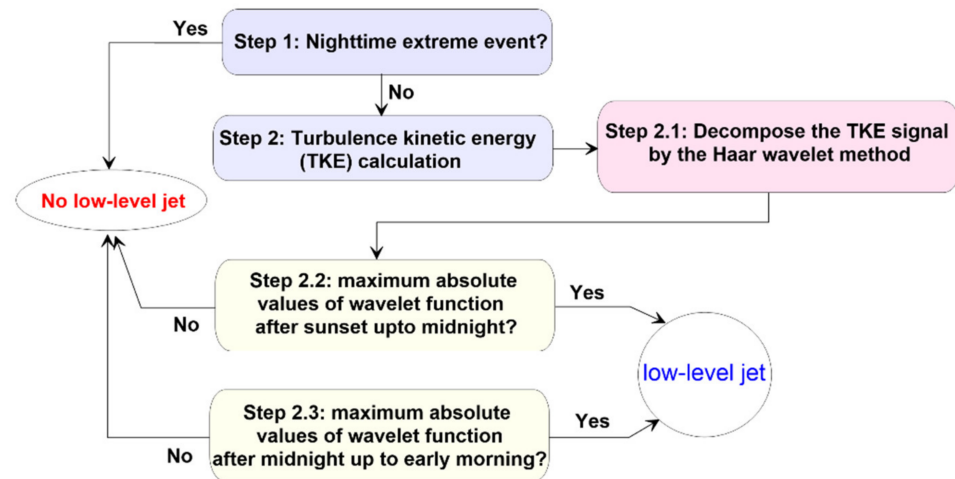 Yes
Step 1: Nighttime extreme event?
No
Step 2: Turbulence kinetic energy
(TKE) calculation
Step 2.1: Decompose the TKE signal
by the Haar wavelet method
No low-level jet
Step 2.2: maximum absolute
values of wavelet function
after sunset upto midnight?
Yes
No
low-level jet
Step 2.3: maximum absolute
values of wavelet function
after midnight up to early morning?
Yes
No